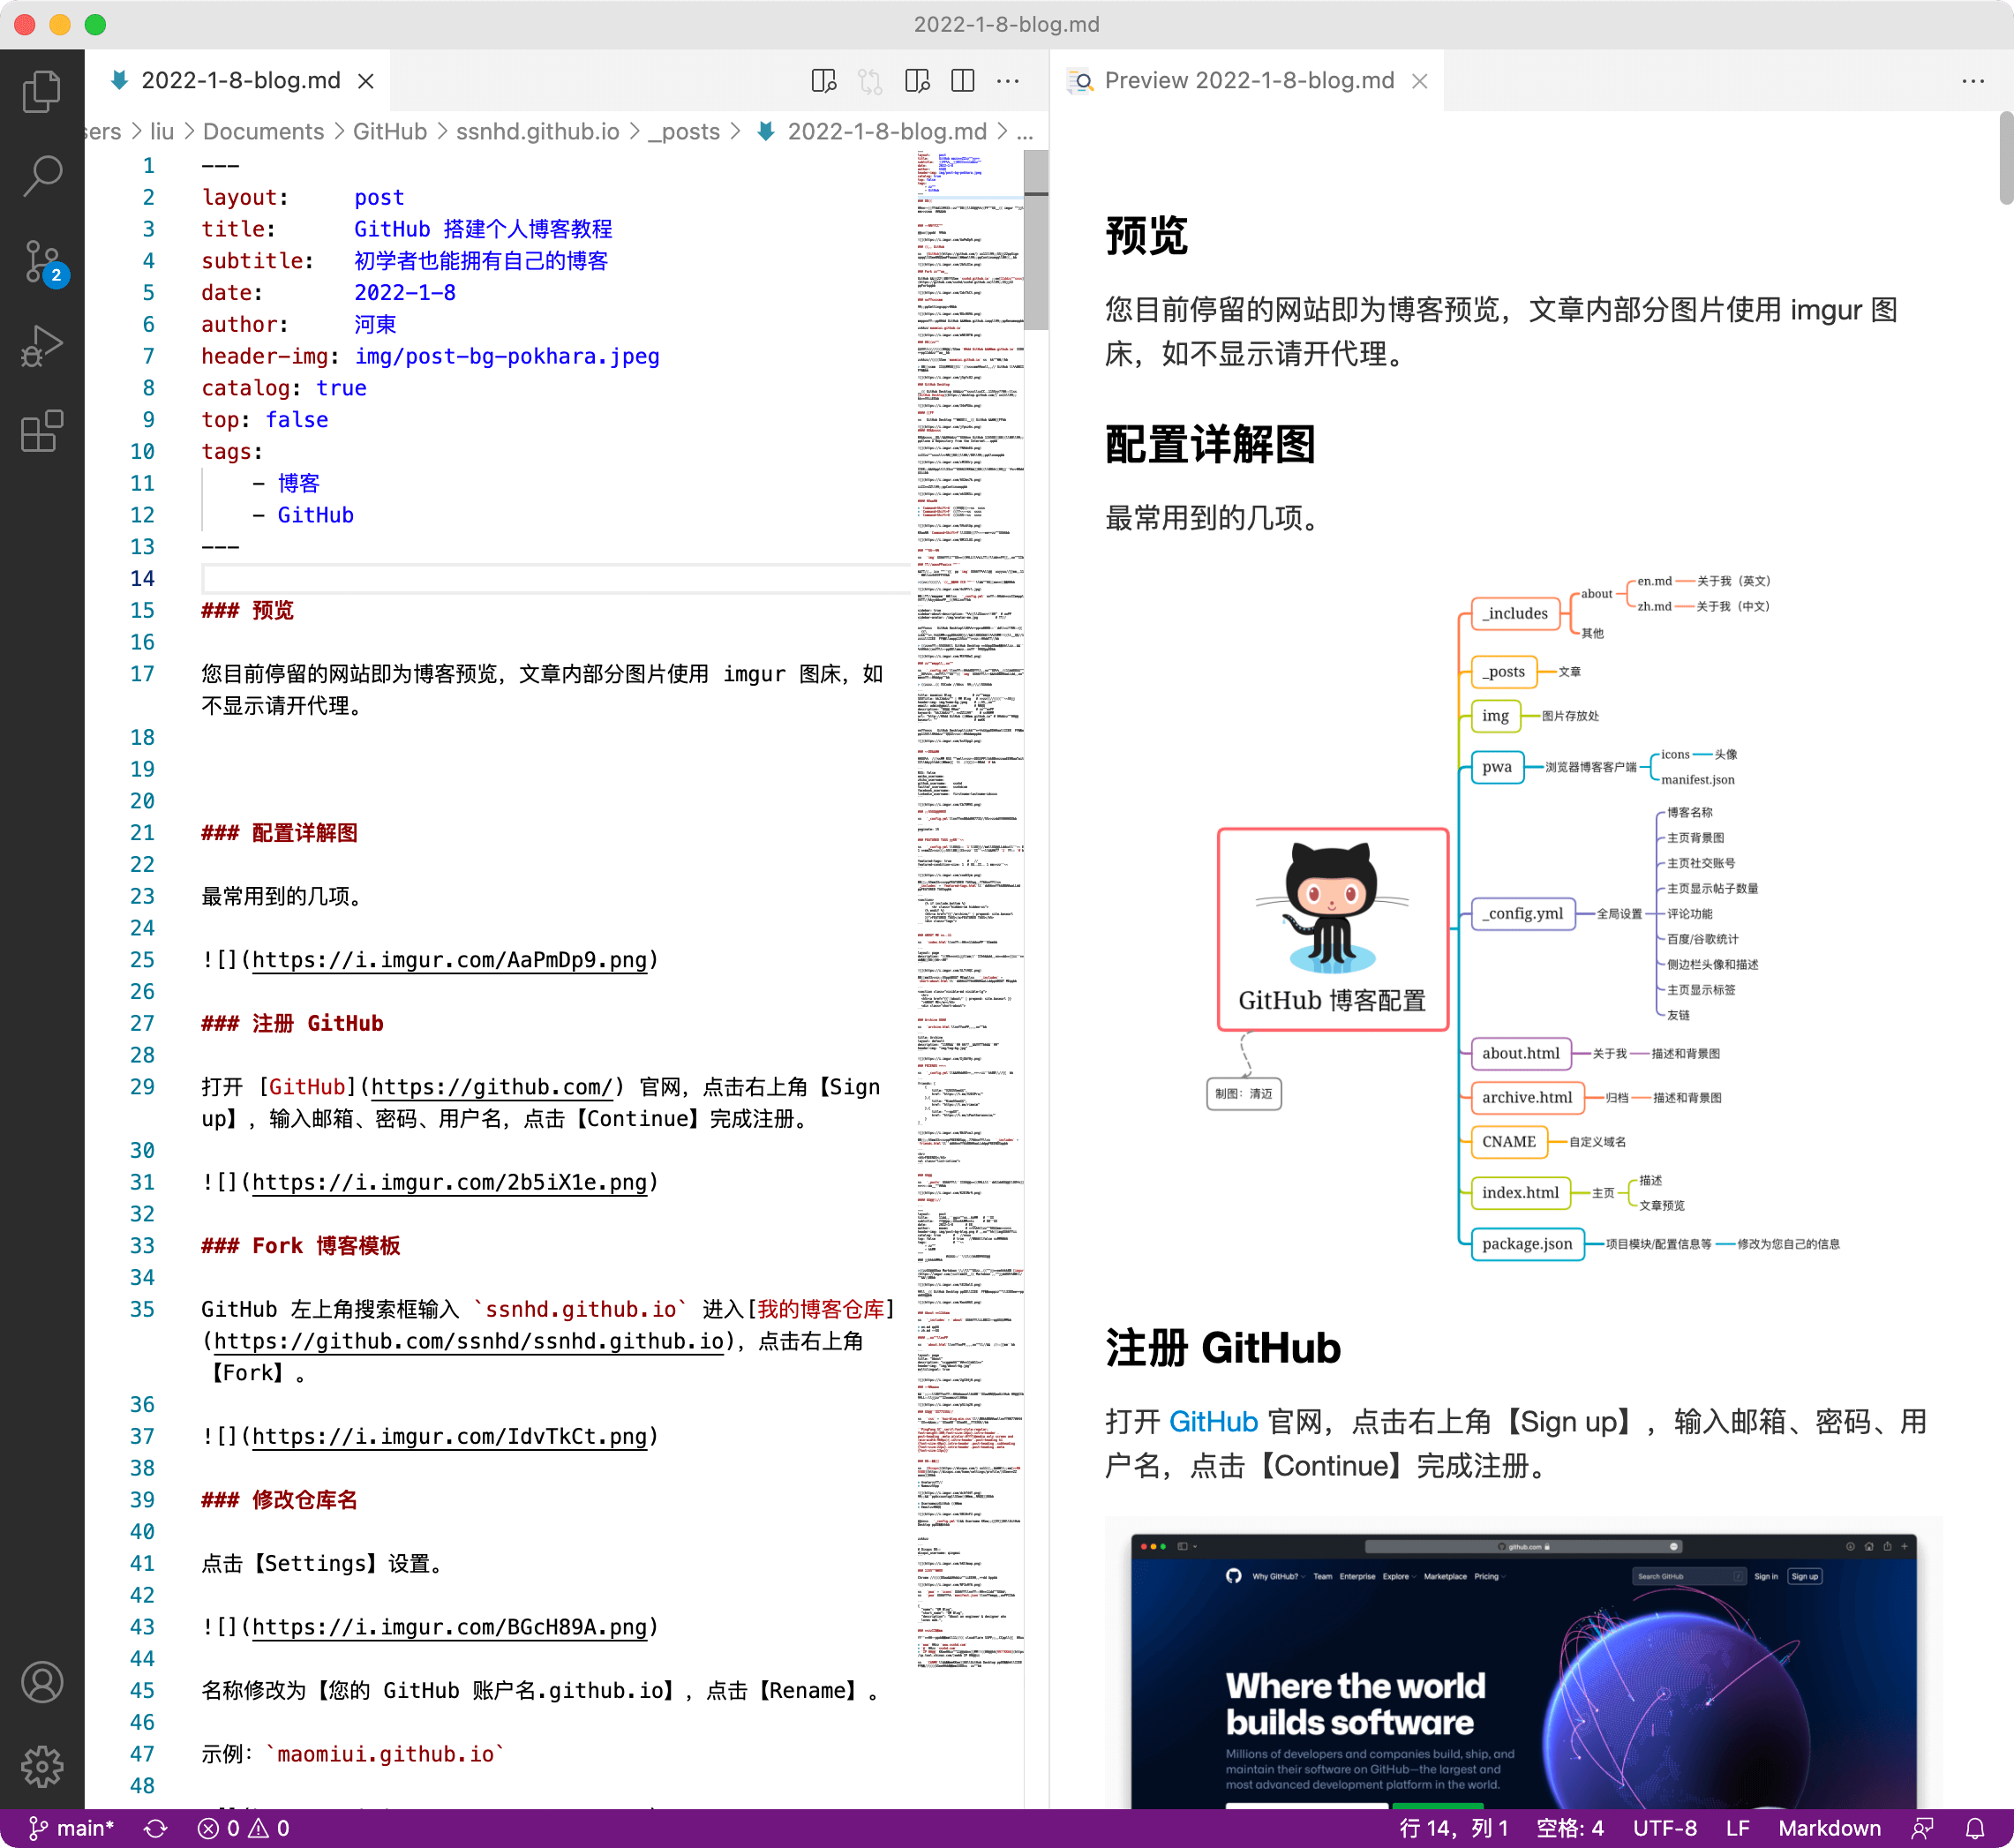 2022-1-8-blog.md
2022-1-8-blog.md
sers > liu > Documents > GitHub > ssnhd.github.io > _posts > 2022-1-8-blog.md > ...
2
1 ---
2 layout: post
3 title: GitHub 搭建个人博客教程
4 subtitle: 初学者也能拥有自己的博客
5 date: 2022-1-8
6 author: 河東
7 header-img: img/post-bg-pokhara.jpeg
8 catalog: true
9 top: false
10 tags:
11 - 博客
12 - GitHub
13 ---
14
15 ### 预览
16
17 您目前停留的网站即为博客预览，文章内部分图片使用 imgur 图床，如
不显示请开代理。
18
19
20
21 ### 配置详解图
22
23 最常用到的几项。
24
25 ![](https://i.imgur.com/AaPmDp9.png)
26
27 ### 注册 GitHub
28
29 打开 [GitHub](https://github.com/) 官网，点击右上角【Sign
up】，输入邮箱、密码、用户名，点击【Continue】完成注册。
30
31 ![](https://i.imgur.com/2b5iX1e.png)
32
33 ### Fork 博客模板
34
35 GitHub 左上角搜索框输入 `ssnhd.github.io` 进入[我的博客仓库]
(https://github.com/ssnhd/ssnhd.github.io)，点击右上角
【Fork】。
36
37 ![](https://i.imgur.com/IdvTkCt.png)
38
39 ### 修改仓库名
40
41 点击【Settings】设置。
42
43 ![](https://i.imgur.com/BGcH89A.png)
44
45 名称修改为【您的 GitHub 账户名.github.io】，点击【Rename】。
46
47 示例：`maomiui.github.io`
48
Preview 2022-1-8-blog.md
预览
您目前停留的网站即为博客预览，文章内部分图片使用 imgur 图
床，如不显示请开代理。
配置详解图
最常用到的几项。
GitHub 博客配置
制图：清迈
_includes
about
en.md 关于我（英文）
zh.md 关于我（中文）
其他
_posts 文章
img 图片存放处
pwa 浏览器博客客户端
icons 头像
manifest.json
_config.yml 全局设置
博客名称
主页背景图
主页社交账号
主页显示帖子数量
评论功能
百度/谷歌统计
侧边栏头像和描述
主页显示标签
友链
about.html 关于我 描述和背景图
archive.html 归档 描述和背景图
CNAME 自定义域名
index.html 主页
描述
文章预览
package.json 项目模块/配置信息等 修改为您自己的信息
注册 GitHub
打开 GitHub 官网，点击右上角【Sign up】，输入邮箱、密码、用
户名，点击【Continue】完成注册。
github.com
Why GitHub? Team Enterprise Explore Marketplace Pricing Search GitHub Sign in Sign up
Where the world
builds software
Millions of developers and companies build, ship, and
maintain their software on GitHub—the largest and
most advanced development platform in the world.
main* 0 0 行 14，列 1 空格: 4 UTF-8 LF Markdown